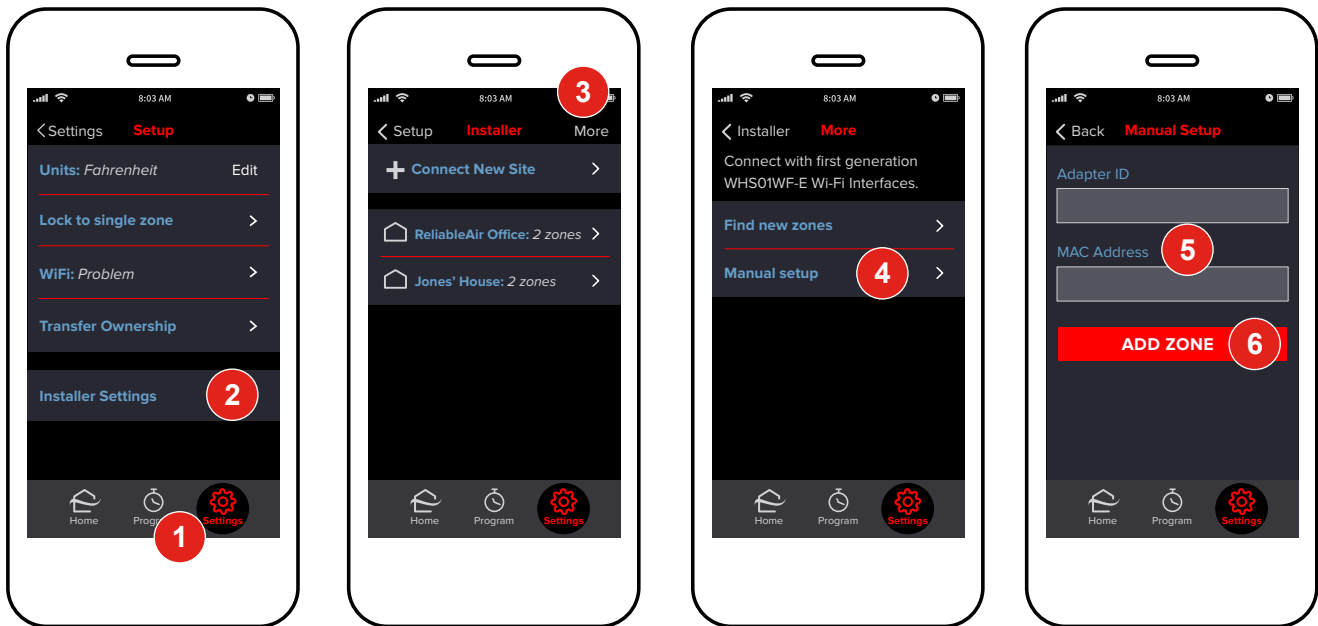 8:03 AM
Settings Setup
Units: Fahrenheit Edit
Lock to single zone
WiFi: Problem
Transfer Ownership
Installer Settings 2
Home Progr Settings
1
3
8:03 AM
Setup Installer More
Connect New Site
ReliableAir Office: 2 zones
Jones' House: 2 zones
Home Program Settings
8:03 AM
Installer More
Connect with first generation
WHS01WF-E Wi-Fi Interfaces.
Find new zones
Manual setup 4
Home Program Settings
8:03 AM
Back Manual Setup
Adapter ID
MAC Address 5
ADD ZONE 6
Home Program Settings